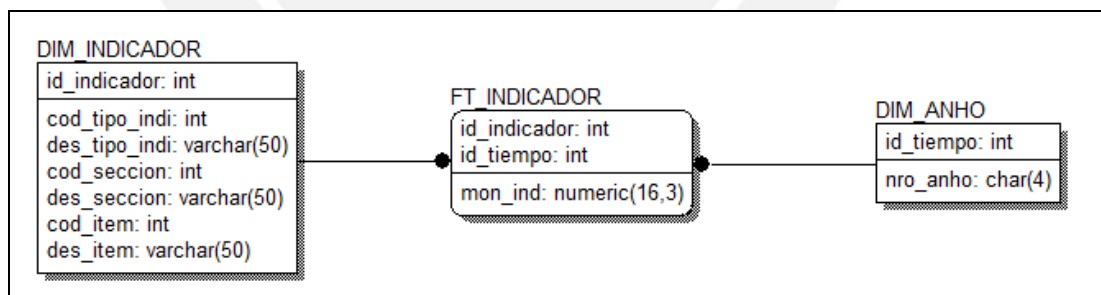 DIM_INDICADOR
id_indicador: int
cod_tipo_indi: int
des_tipo_indi: varchar(50)
cod_seccion: int
des_seccion: varchar(50)
cod_item: int
des_item: varchar(50)
FT_INDICADOR
id_indicador: int
id_tiempo: int
mon_ind: numeric(16,3)
DIM_ANHO
id_tiempo: int
nro_anho: char(4)